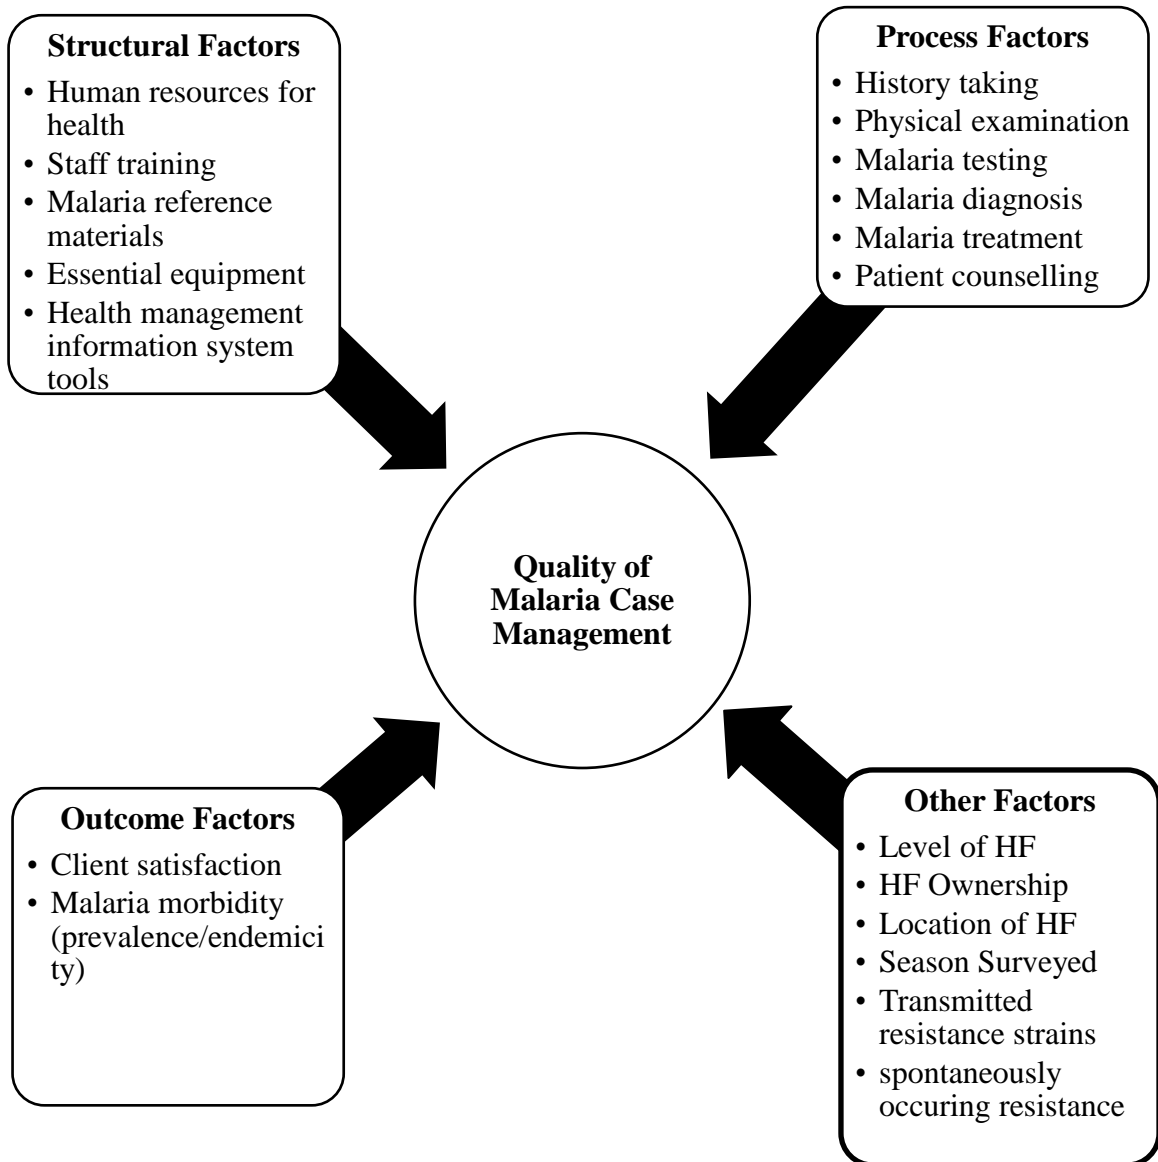 Structural Factors
• Human resources for
health
• Staff training
• Malaria reference
materials
• Essential equipment
• Health management
information system
tools
Process Factors
• History taking
• Physical examination
• Malaria testing
• Malaria diagnosis
• Malaria treatment
• Patient counselling
Quality of
Malaria Case
Management
Outcome Factors
• Client satisfaction
• Malaria morbidity
(prevalence/endemici
ty)
Other Factors
• Level of HF
• HF Ownership
• Location of HF
• Season Surveyed
• Transmitted
resistance strains
• spontaneously
occuring resistance